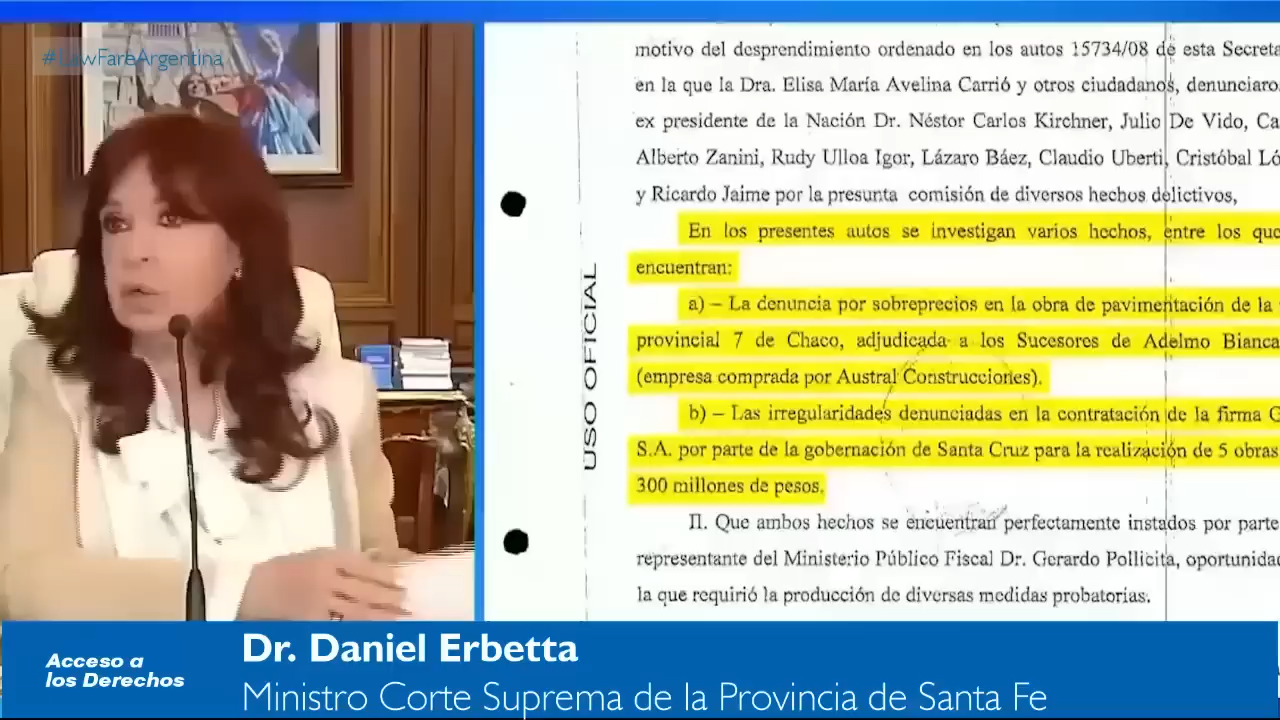 #LawFareArgentina
motivo del desprendimiento ordenado en los autos 15734/08 de esta Secreta
en la que la Dra. Elisa María Avelina Carrió y otros ciudadanos, denunciaro
ex presidente de la Nación Dr. Néstor Carlos Kirchner, Julio De Vido, Ca
Alberto Zanini, Rudy Ulloa Igor, Lázaro Báez, Claudio Uberti, Cristóbal Ló
y Ricardo Jaime por la presunta comisión de diversos hechos delictivos,
En los presentes autos se investigan varios hechos, entre los que
encuentran:
a) – La denuncia por sobreprecios en la obra de pavimentación de la
provincial 7 de Chaco, adjudicada a los Sucesores de Adelmo Bianca
(empresa comprada por Austral Construcciones).
b) – Las irregularidades denunciadas en la contratación de la firma G
S.A. por parte de la gobernación de Santa Cruz para la realización de 5 obras
300 millones de pesos.
II. Que ambos hechos se encuentran perfectamente instados por parte
representante del Ministerio Público Fiscal Dr. Gerardo Pollicita, oportunida
la que requirió la producción de diversas medidas probatorias.
USO OFICIAL
Acceso a
los Derechos
Dr. Daniel Erbetta
Ministro Corte Suprema de la Provincia de Santa Fe